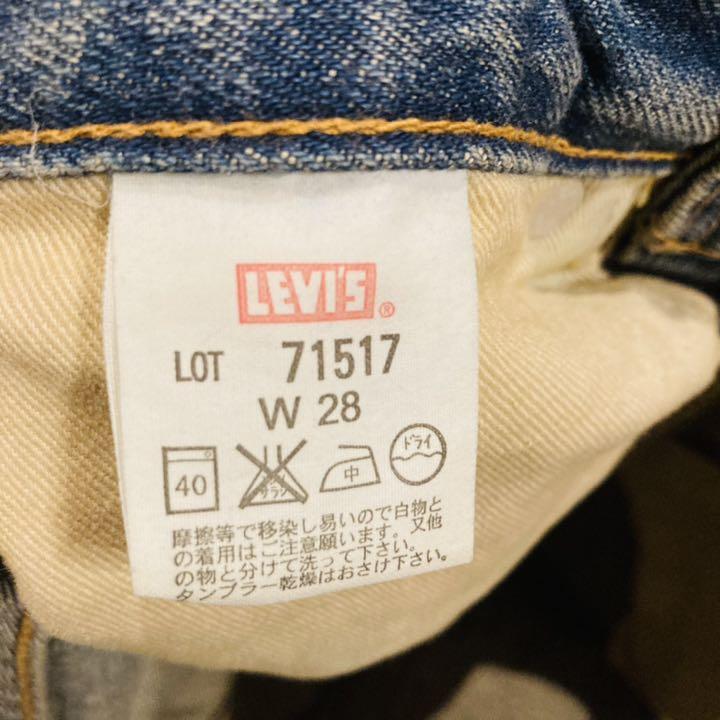 LEVI'S ®
LOT 71517
W 28
40 サラシ 中 ドライ
摩擦等で移染し易いので白物と
の着用はご注意願います。又他
の物と分けて洗って下さい。
タンブラー乾燥はおさけ下さい。